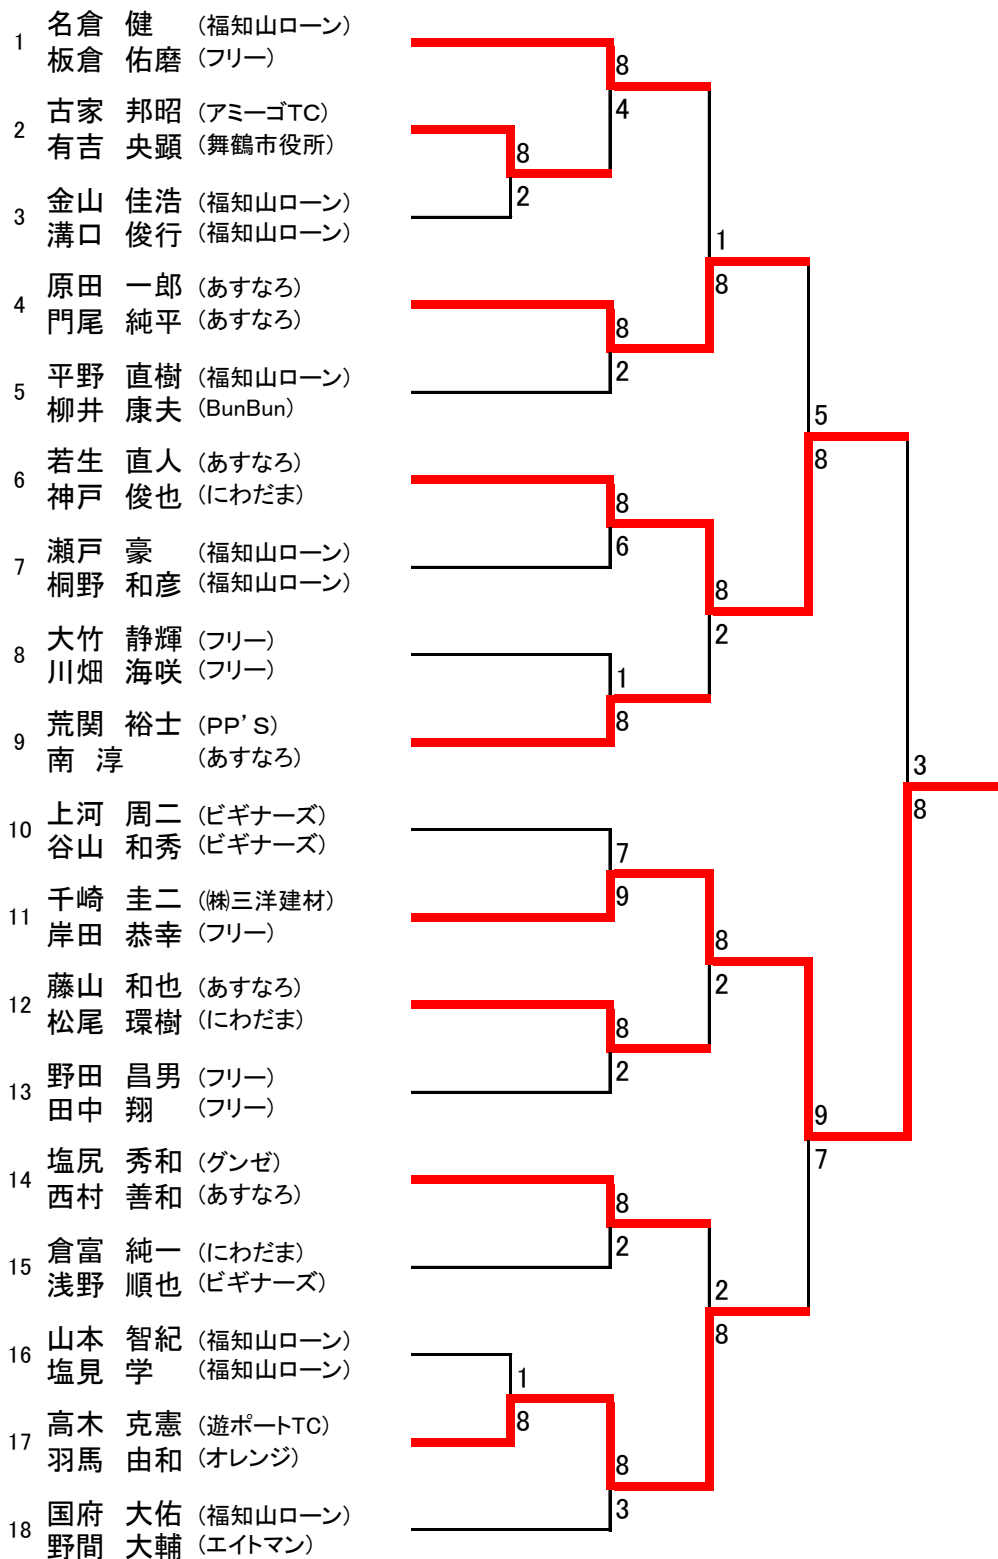 1 名倉 健 (福知山ローン)
板倉 佑磨 (フリー)
8
4
2 古家 邦昭 (アミーゴTC)
有吉 央顕 (舞鶴市役所)
8
2
3 金山 佳浩 (福知山ローン)
溝口 俊行 (福知山ローン)
1
8
4 原田 一郎 (あすなろ)
門尾 純平 (あすなろ)
8
2
5 平野 直樹 (福知山ローン)
柳井 康夫 (BunBun)
5
8
6 若生 直人 (あすなろ)
神戸 俊也 (にわだま)
8
6
7 瀬戸 豪 (福知山ローン)
桐野 和彦 (福知山ローン)
8
2
8 大竹 静輝 (フリー)
川畑 海咲 (フリー)
1
8
9 荒関 裕士 (PP'S)
南 淳 (あすなろ)
3
8
10 上河 周二 (ビギナーズ)
谷山 和秀 (ビギナーズ)
7
9
11 千崎 圭二 (㈱三洋建材)
岸田 恭幸 (フリー)
8
2
12 藤山 和也 (あすなろ)
松尾 環樹 (にわだま)
8
2
13 野田 昌男 (フリー)
田中 翔 (フリー)
9
7
14 塩尻 秀和 (グンゼ)
西村 善和 (あすなろ)
8
2
15 倉富 純一 (にわだま)
浅野 順也 (ビギナーズ)
2
8
16 山本 智紀 (福知山ローン)
塩見 学 (福知山ローン)
1
8
17 高木 克憲 (遊ポートTC)
羽馬 由和 (オレンジ)
8
3
18 国府 大佑 (福知山ローン)
野間 大輔 (エイトマン)